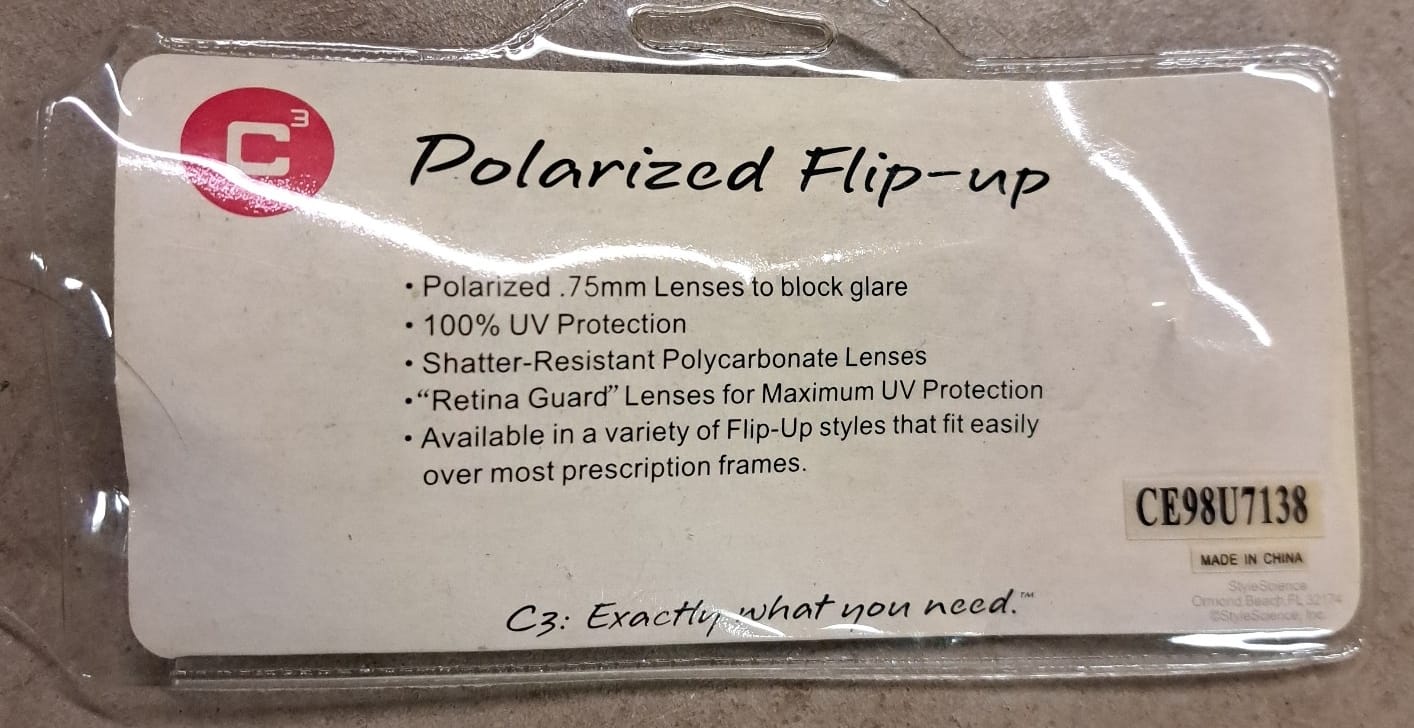 C3
Polarized Flip-up
• Polarized .75mm Lenses to block glare
• 100% UV Protection
• Shatter-Resistant Polycarbonate Lenses
•“Retina Guard” Lenses for Maximum UV Protection
• Available in a variety of Flip-Up styles that fit easily
over most prescription frames.
CE98U7138
MADE IN CHINA
StyleScience
Ormond Beach, FL 32174
©StyleScience, Inc.
C3: Exactly what you need.™